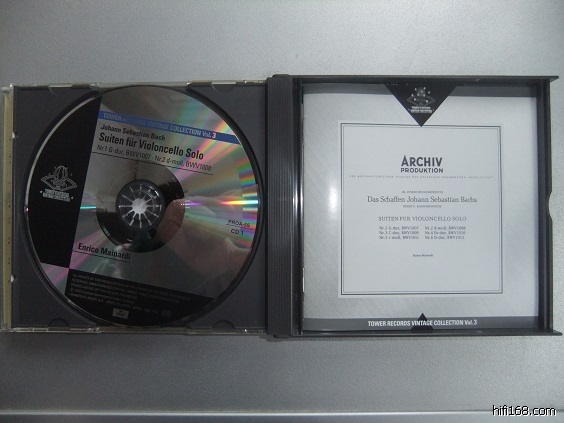 TOWER RECORDS VINTAGE COLLECTION Vol. 3
Johann Sebastian Bach
Suiten für Violoncello Solo
Nr.1 G-dur, BWV1007 Nr.2 d-moll, BWV1008
PROA-56
CD 1
Enrico Mainardi
ARCHIV
PRODUKTION
Das Schaffen Johann Sebastian Bachs
SUITEN FUR VIOLONCELLO SOLO
Nr.1 G-dur, BWV1007 Nr.2 d-moll, BWV1008
Nr.3 C-dur, BWV1009 Nr.4 Es-dur, BWV1010
Nr.5 c-moll, BWV1011 Nr.6 D-dur, BWV1012
Enrico Mainardi
TOWER RECORDS VINTAGE COLLECTION Vol. 3
hifi168.com